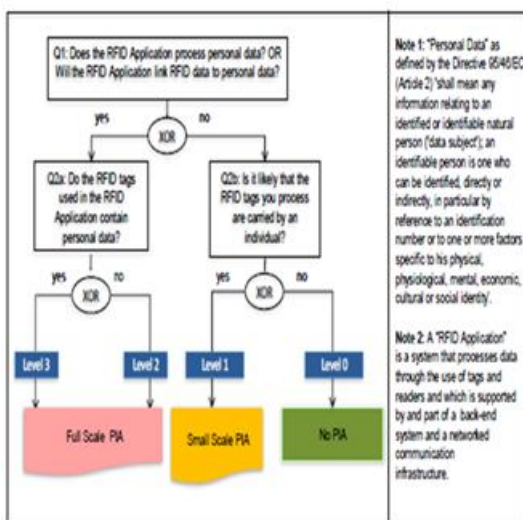 Q1: Does the RFID Application process personal data? OR
Will the RFID Application link RFID data to personal data?
yes
no
XOR
Q2a: Do the RFID tags
used in the RFID
Application contain
personal data?
Q2b: Is it likely that the
RFID tags you process
are carried by an
individual?
yes
no
XOR
yes
no
XOR
Level 3
Level 2
Level 1
Level 0
Full Scale PIA
Small Scale PIA
No PIA
Note 1: "Personal Data" as
defined by the Directive 95/46/EC
(Article 2) 'shall mean any
information relating to an
identified or identifiable natural
person ('data subject'); an
identifiable person is one who
can be identified, directly or
indirectly, in particular by
reference to an identification
number or to one or more factors
specific to his physical,
physiological, mental, economic,
cultural or social identity'.
Note 2: A "RFID Application"
is a system that processes data
through the use of tags and
readers and which is supported
by and part of a back-end
system and a networked
communication
infrastructure.